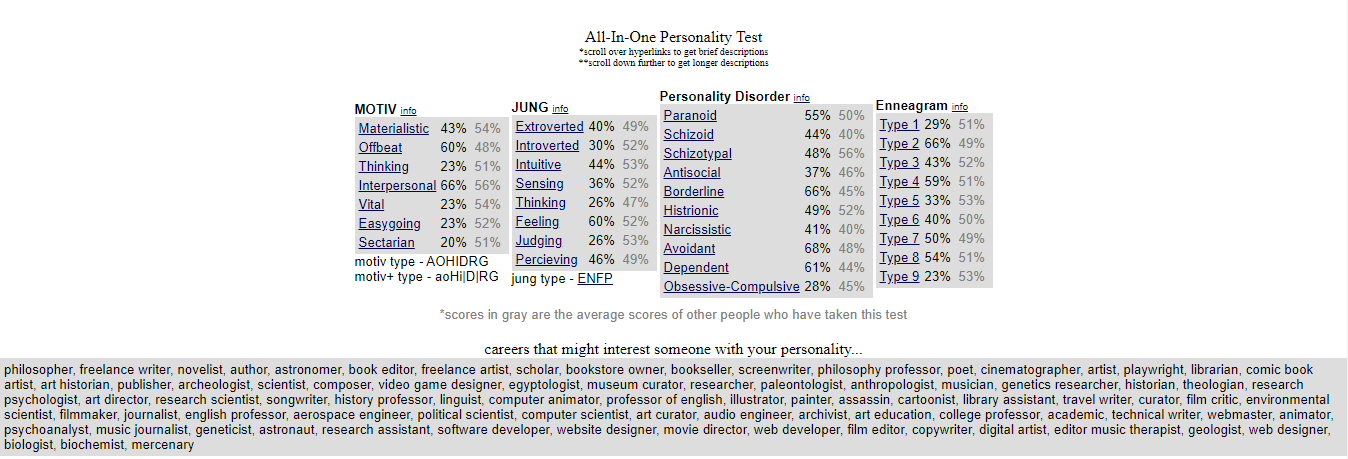 All-In-One Personality Test
*scroll over hyperlinks to get brief descriptions
**scroll down further to get longer descriptions
MOTIV info
Materialistic 43% 54%
Offbeat 60% 48%
Thinking 23% 51%
Interpersonal 66% 56%
Vital 23% 54%
Easygoing 23% 52%
Sectarian 20% 51%
motiv type - AOHIDRG
motiv+ type - aoHi|D|RG
JUNG info
Extroverted 40% 49%
Introverted 30% 52%
Intuitive 44% 53%
Sensing 36% 52%
Thinking 26% 47%
Feeling 60% 52%
Judging 26% 53%
Percieving 46% 49%
jung type - ENFP
Personality Disorder info
Paranoid 55% 50%
Schizoid 44% 40%
Schizotypal 48% 56%
Antisocial 37% 46%
Borderline 66% 45%
Histrionic 49% 52%
Narcissistic 41% 40%
Avoidant 68% 48%
Dependent 61% 44%
Obsessive-Compulsive 28% 45%
Enneagram info
Type 1 29% 51%
Type 2 66% 49%
Type 3 43% 52%
Type 4 59% 51%
Type 5 33% 53%
Type 6 40% 50%
Type 7 50% 49%
Type 8 54% 51%
Type 9 23% 53%
*scores in gray are the average scores of other people who have taken this test
careers that might interest someone with your personality...
philosopher, freelance writer, novelist, author, astronomer, book editor, freelance artist, scholar, bookstore owner, bookseller, screenwriter, philosophy professor, poet, cinematographer, artist, playwright, librarian, comic book
artist, art historian, publisher, archeologist, scientist, composer, video game designer, egyptologist, museum curator, researcher, paleontologist, anthropologist, musician, genetics researcher, historian, theologian, research
psychologist, art director, research scientist, songwriter, history professor, linguist, computer animator, professor of english, illustrator, painter, assassin, cartoonist, library assistant, travel writer, curator, film critic, environmental
scientist, filmmaker, journalist, english professor, aerospace engineer, political scientist, computer scientist, art curator, audio engineer, archivist, art education, college professor, academic, technical writer, webmaster, animator,
psychoanalyst, music journalist, geneticist, astronaut, research assistant, software developer, website designer, movie director, web developer, film editor, copywriter, digital artist, editor music therapist, geologist, web designer,
biologist, biochemist, mercenary